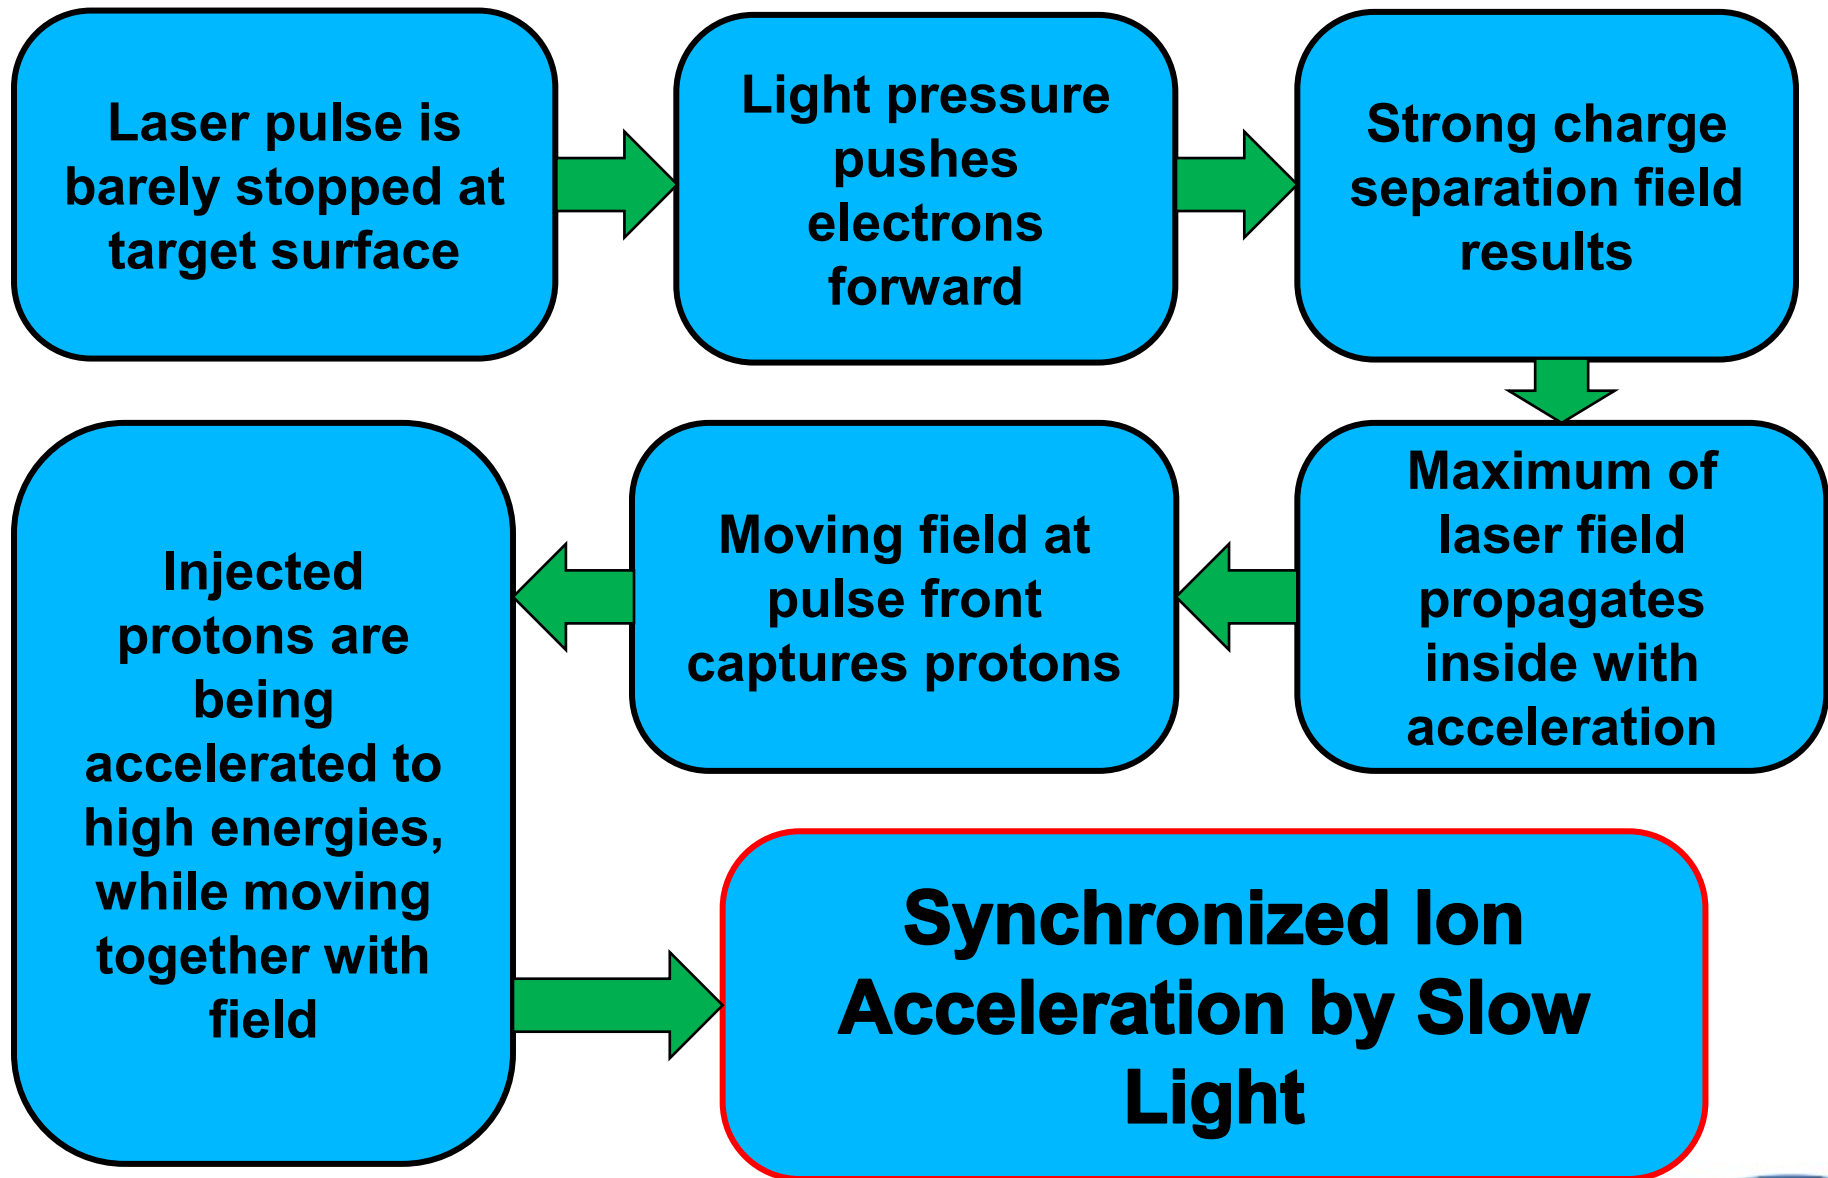 Laser pulse is
barely stopped at
target surface
Light pressure
pushes
electrons
forward
Strong charge
separation field
results
Maximum of
laser field
propagates
inside with
acceleration
Moving field at
pulse front
captures protons
Injected
protons are
being
accelerated to
high energies,
while moving
together with
field
Synchronized Ion
Acceleration by Slow
Light